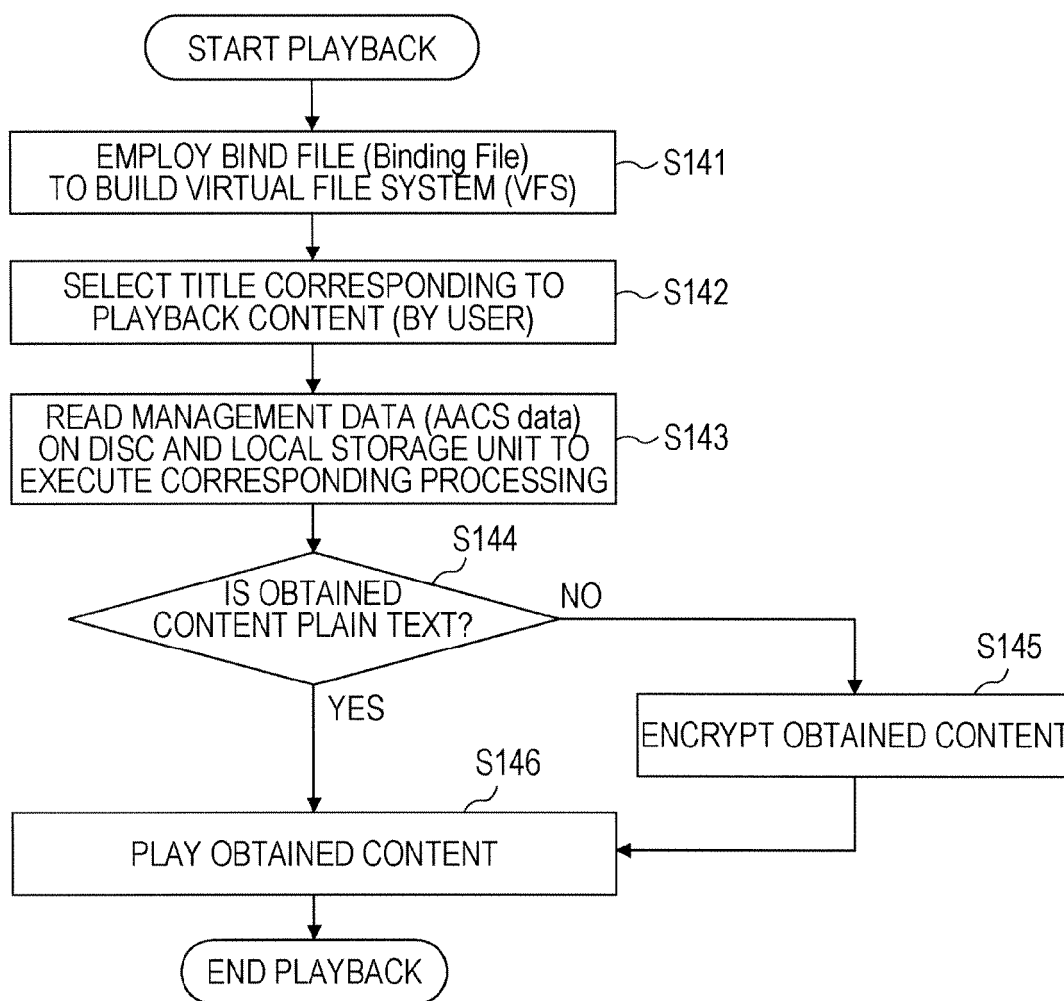 START PLAYBACK
EMPLOY BIND FILE (Binding File)
TO BUILD VIRTUAL FILE SYSTEM (VFS)
S141
SELECT TITLE CORRESPONDING TO
PLAYBACK CONTENT (BY USER)
S142
READ MANAGEMENT DATA (AACS data)
ON DISC AND LOCAL STORAGE UNIT TO
EXECUTE CORRESPONDING PROCESSING
S143
S144
IS OBTAINED
CONTENT PLAIN TEXT?
NO
YES
S145
ENCRYPT OBTAINED CONTENT
S146
PLAY OBTAINED CONTENT
END PLAYBACK